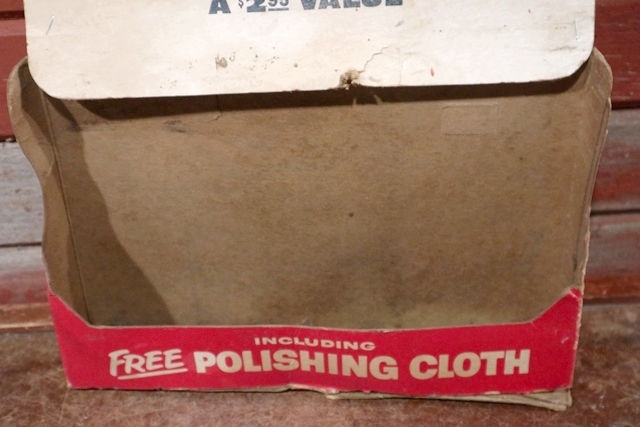 A $2.95 VALUE
INCLUDING
FREE POLISHING CLOTH